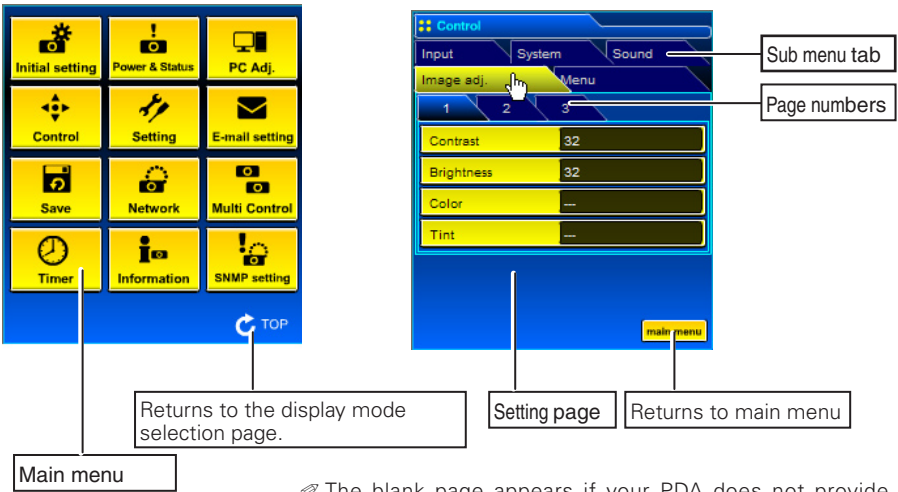 Initial setting
Power & Status
PC Adj.
Control
Setting
E-mail setting
Save
Network
Multi Control
Timer
Information
SNMP setting
TOP
Returns to the display mode
selection page.
Main menu
Control
Input System Sound
Image adj. Menu
1 2 3
Contrast 32
Brightness 32
Color ---
Tint ---
main menu
Sub menu tab
Page numbers
Setting page
Returns to main menu
The blank page appears if your PDA does not provide